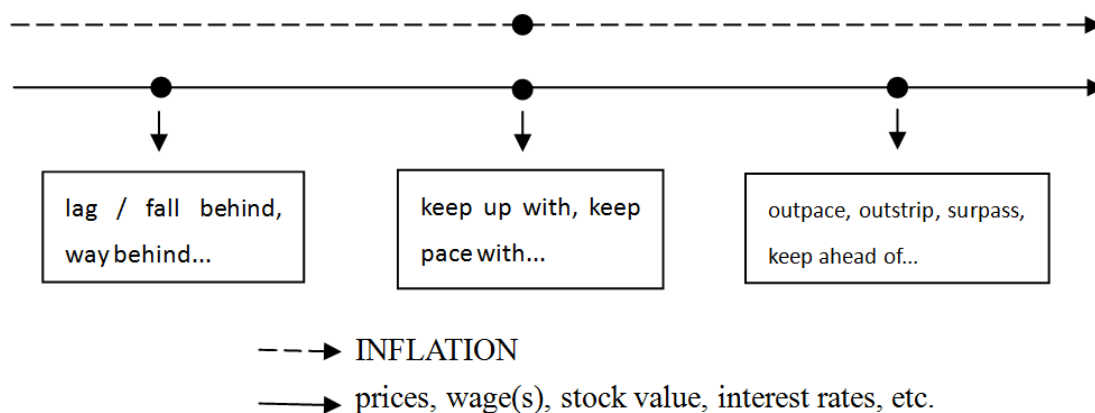 lag / fall behind,
way behind...
keep up with, keep
pace with...
outpace, outstrip, surpass,
keep ahead of...
INFLATION
prices, wage(s), stock value, interest rates, etc.